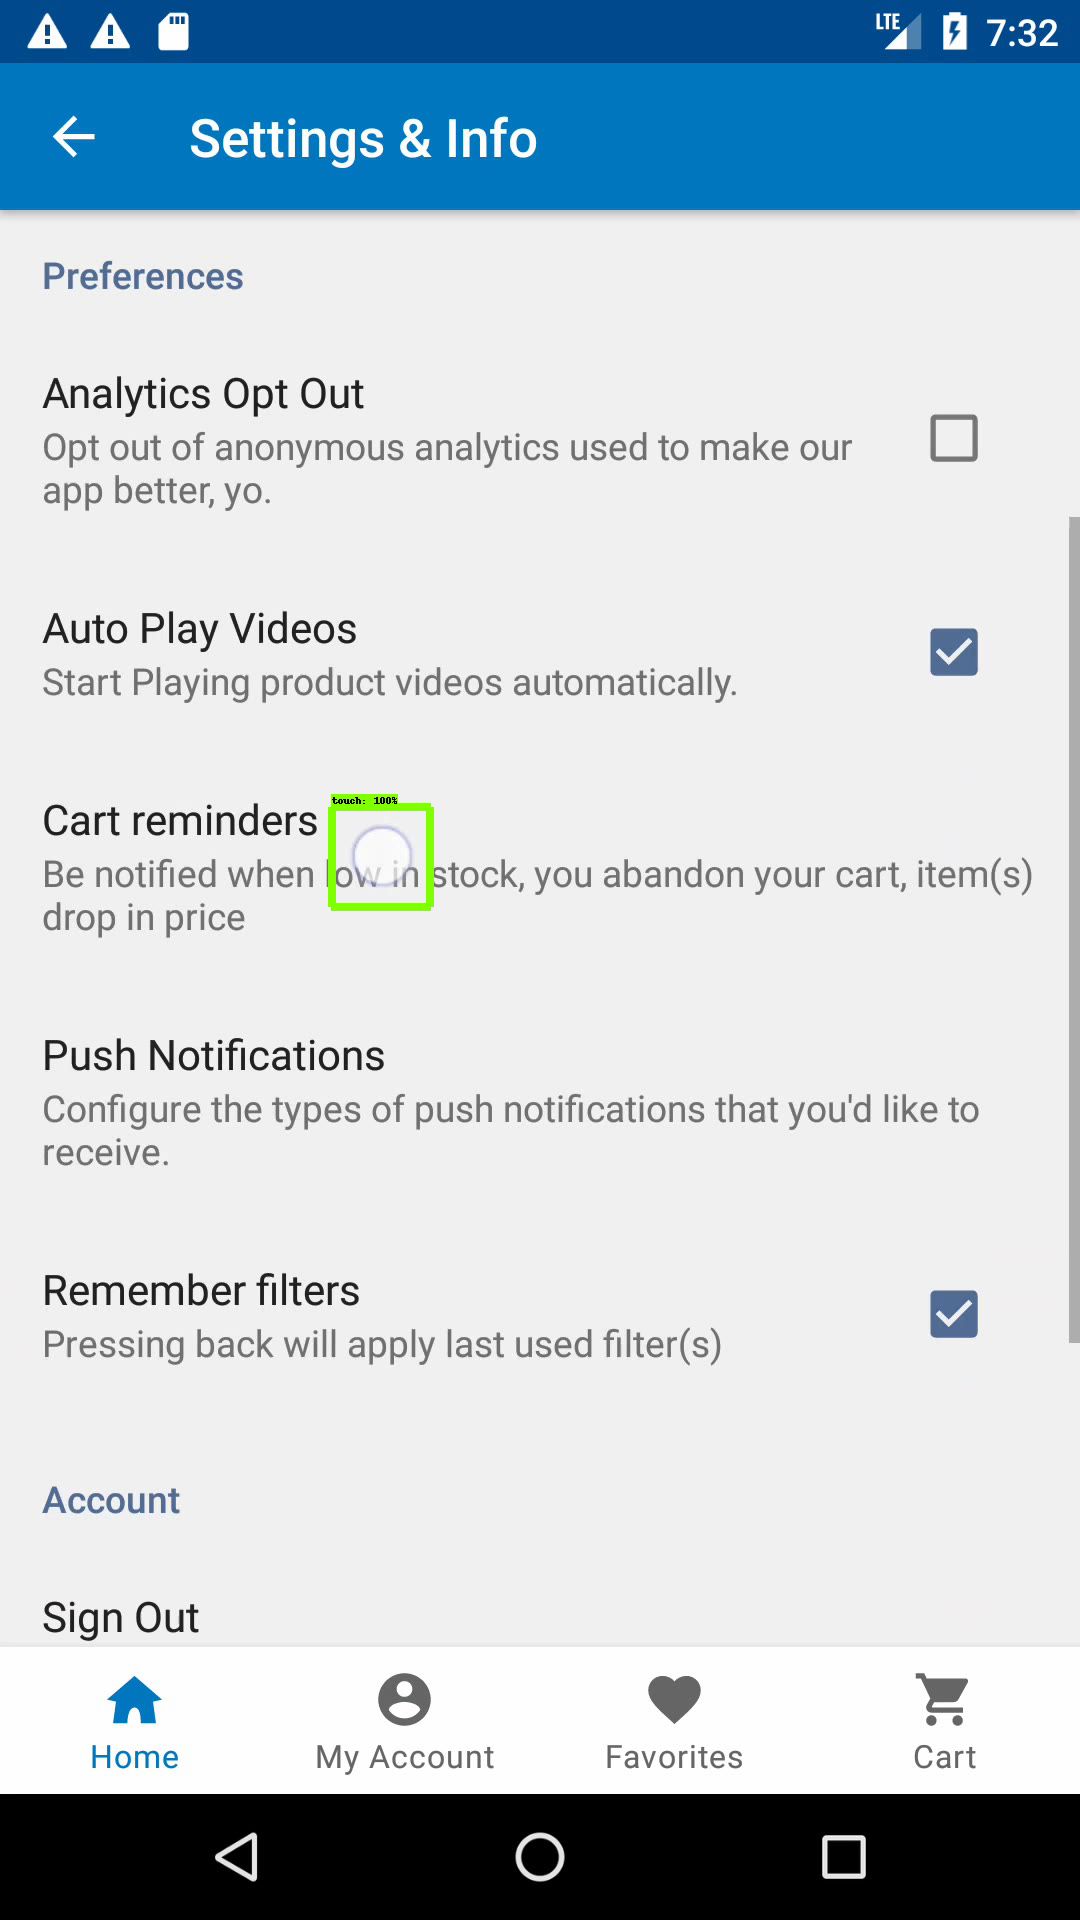 LTE 7:32
Settings & Info
Preferences
Analytics Opt Out
Opt out of anonymous analytics used to make our
app better, yo.
Auto Play Videos
Start Playing product videos automatically.
touch: 100%
Cart reminders
Be notified when low in stock, you abandon your cart, item(s)
drop in price
Push Notifications
Configure the types of push notifications that you'd like to
receive.
Remember filters
Pressing back will apply last used filter(s)
Account
Sign Out
Home
My Account
Favorites
Cart